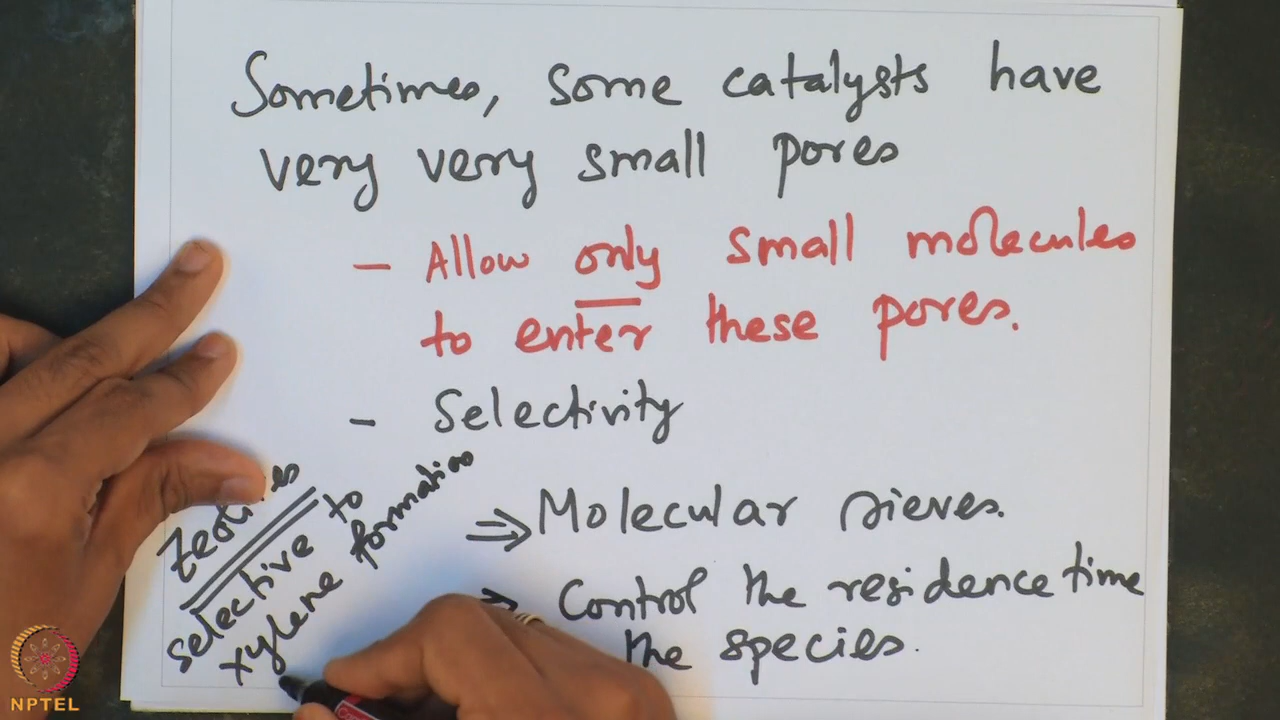 Sometimes, some catalysts have
very very small pores
- Allow only small molecules
to enter these pores.
- Selectivity
⇒ Molecular sieves.
Control the residence time
the species.
selective to
xylene formation
NPTEL